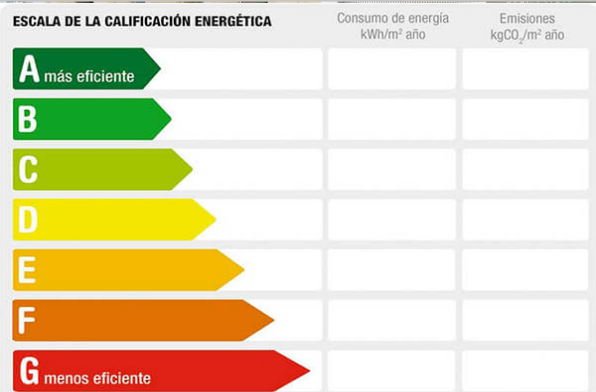 ESCALA DE LA CALIFICACIÓN ENERGÉTICA
Consumo de energía
kWh/m² año
Emisiones
kgCO₂/m² año
A más eficiente
B
C
D
E
F
G menos eficiente